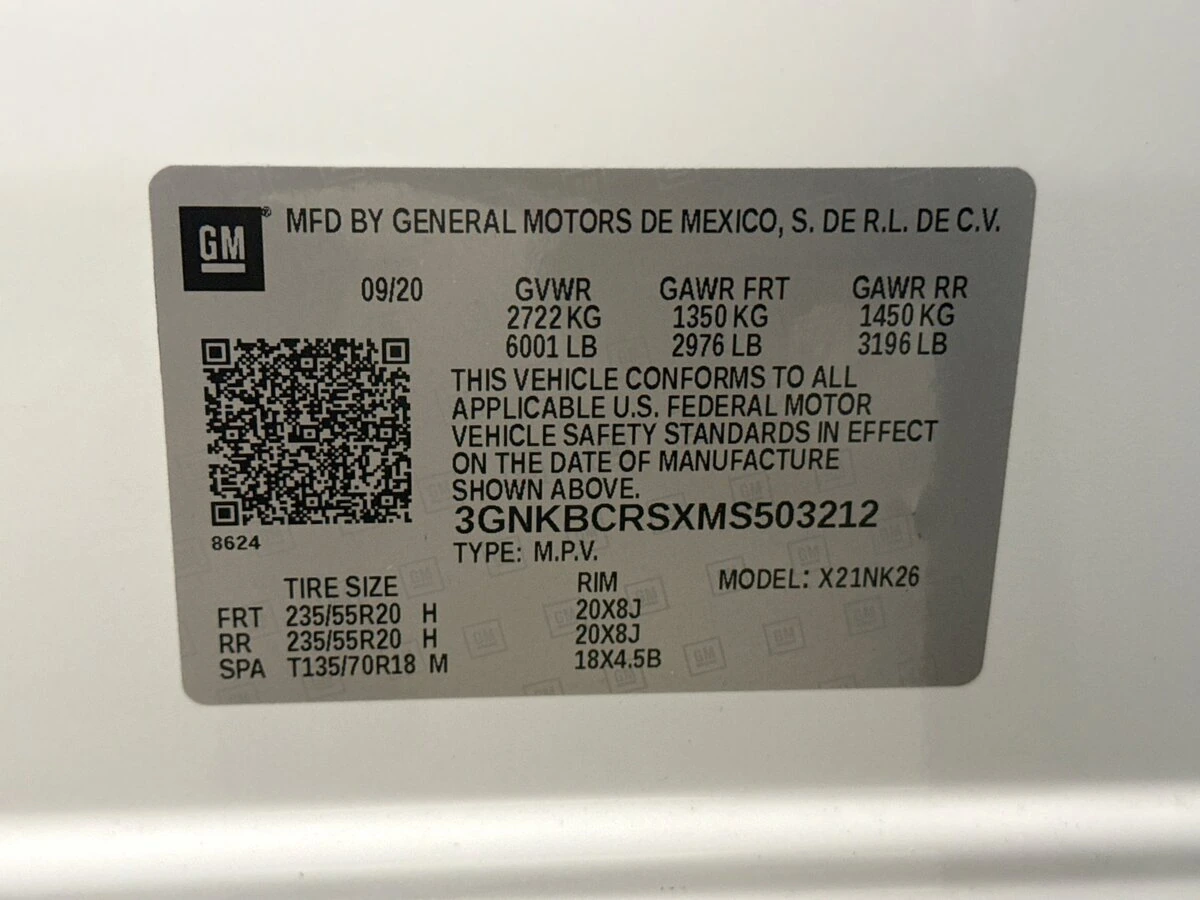 GM® MFD BY GENERAL MOTORS DE MEXICO, S. DE R.L. DE C.V.
09/20 GVWR GAWR FRT GAWR RR
2722 KG 1350 KG 1450 KG
6001 LB 2976 LB 3196 LB
THIS VEHICLE CONFORMS TO ALL
APPLICABLE U.S. FEDERAL MOTOR
VEHICLE SAFETY STANDARDS IN EFFECT
ON THE DATE OF MANUFACTURE
SHOWN ABOVE.
3GNKBCRSXMS503212
8624
TYPE: M.P.V.
TIRE SIZE RIM MODEL: X21NK26
FRT 235/55R20 H 20X8J
RR 235/55R20 H 20X8J
SPA T135/70R18 M 18X4.5B